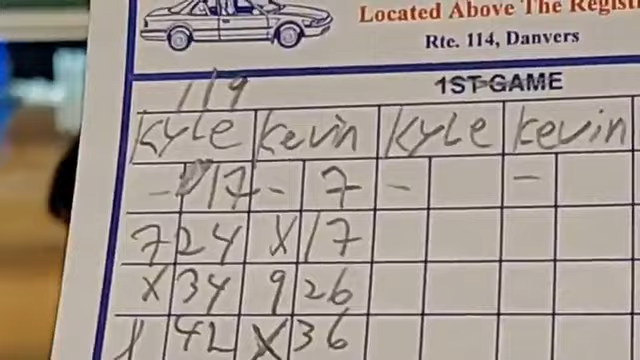 Located Above The Regist
Rte. 114, Danvers
1ST GAME
119
Kyle Kevin Kyle Kevin
- 17 - 7 - -
7 24 X 17
X 34 9 26
X 42 X 36